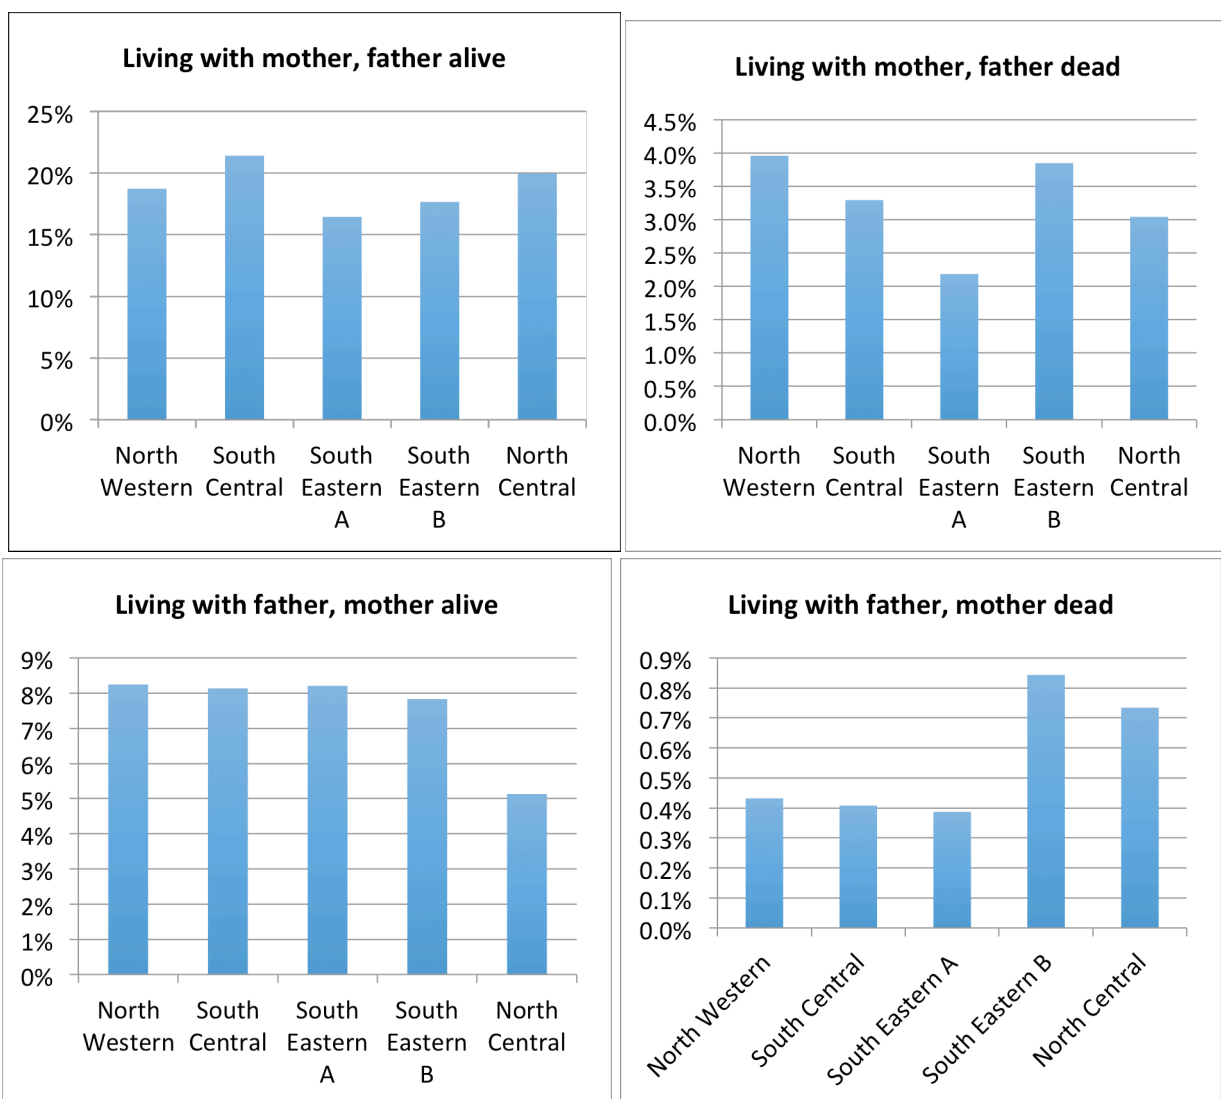 Living with mother, father alive
25%
20%
15%
10%
5%
0%
North Western
South Central
South Eastern A
South Eastern B
North Central
Living with mother, father dead
4.5%
4.0%
3.5%
3.0%
2.5%
2.0%
1.5%
1.0%
0.5%
0.0%
North Western
South Central
South Eastern A
South Eastern B
North Central
Living with father, mother alive
9%
8%
7%
6%
5%
4%
3%
2%
1%
0%
North Western
South Central
South Eastern A
South Eastern B
North Central
Living with father, mother dead
0.9%
0.8%
0.7%
0.6%
0.5%
0.4%
0.3%
0.2%
0.1%
0.0%
North Western
South Central
South Eastern A
South Eastern B
North Central